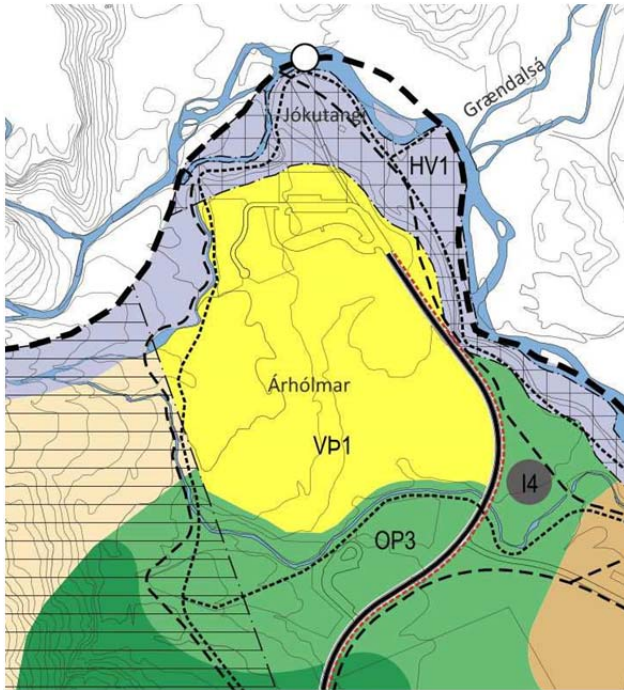 Grændalsá
Jókutangi
HV1
Árhólmar
VÞ1
I4
OP3